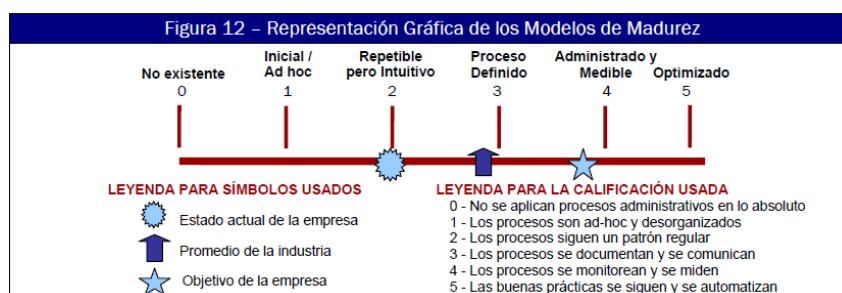 Figura 12 – Representación Gráfica de los Modelos de Madurez
No existente
0
Inicial /
Ad hoc
1
Repetible
pero Intuitivo
2
Proceso
Definido
3
Administrado y
Medible
4
Optimizado
5
LEYENDA PARA SÍMBOLOS USADOS
Estado actual de la empresa
Promedio de la industria
Objetivo de la empresa
LEYENDA PARA LA CALIFICACIÓN USADA
0 - No se aplican procesos administrativos en lo absoluto
1 - Los procesos son ad-hoc y desorganizados
2 - Los procesos siguen un patrón regular
3 - Los procesos se documentan y se comunican
4 - Los procesos se monitorean y se miden
5 - Las buenas prácticas se siguen y se automatizan